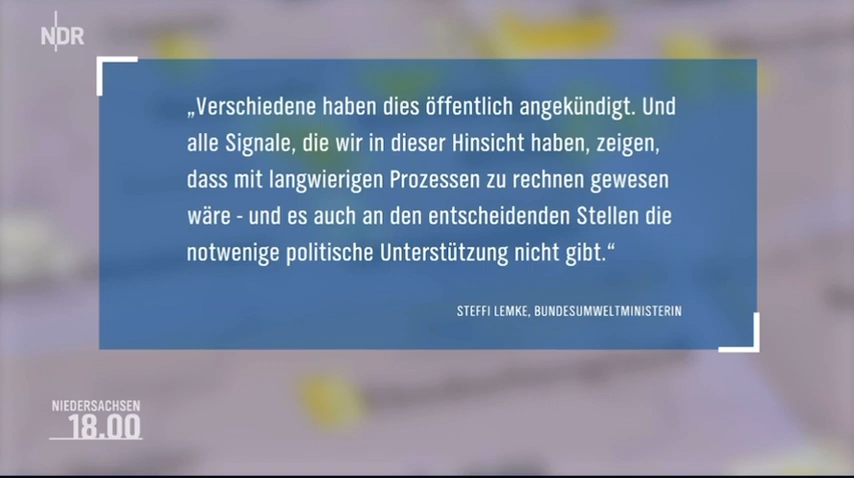 NDR
„Verschiedene haben dies öffentlich angekündigt. Und
alle Signale, die wir in dieser Hinsicht haben, zeigen,
dass mit langwierigen Prozessen zu rechnen gewesen
wäre - und es auch an den entscheidenden Stellen die
notwenige politische Unterstützung nicht gibt.“
STEFFI LEMKE, BUNDESUMWELTMINISTERIN
NIEDERSACHSEN
18.00